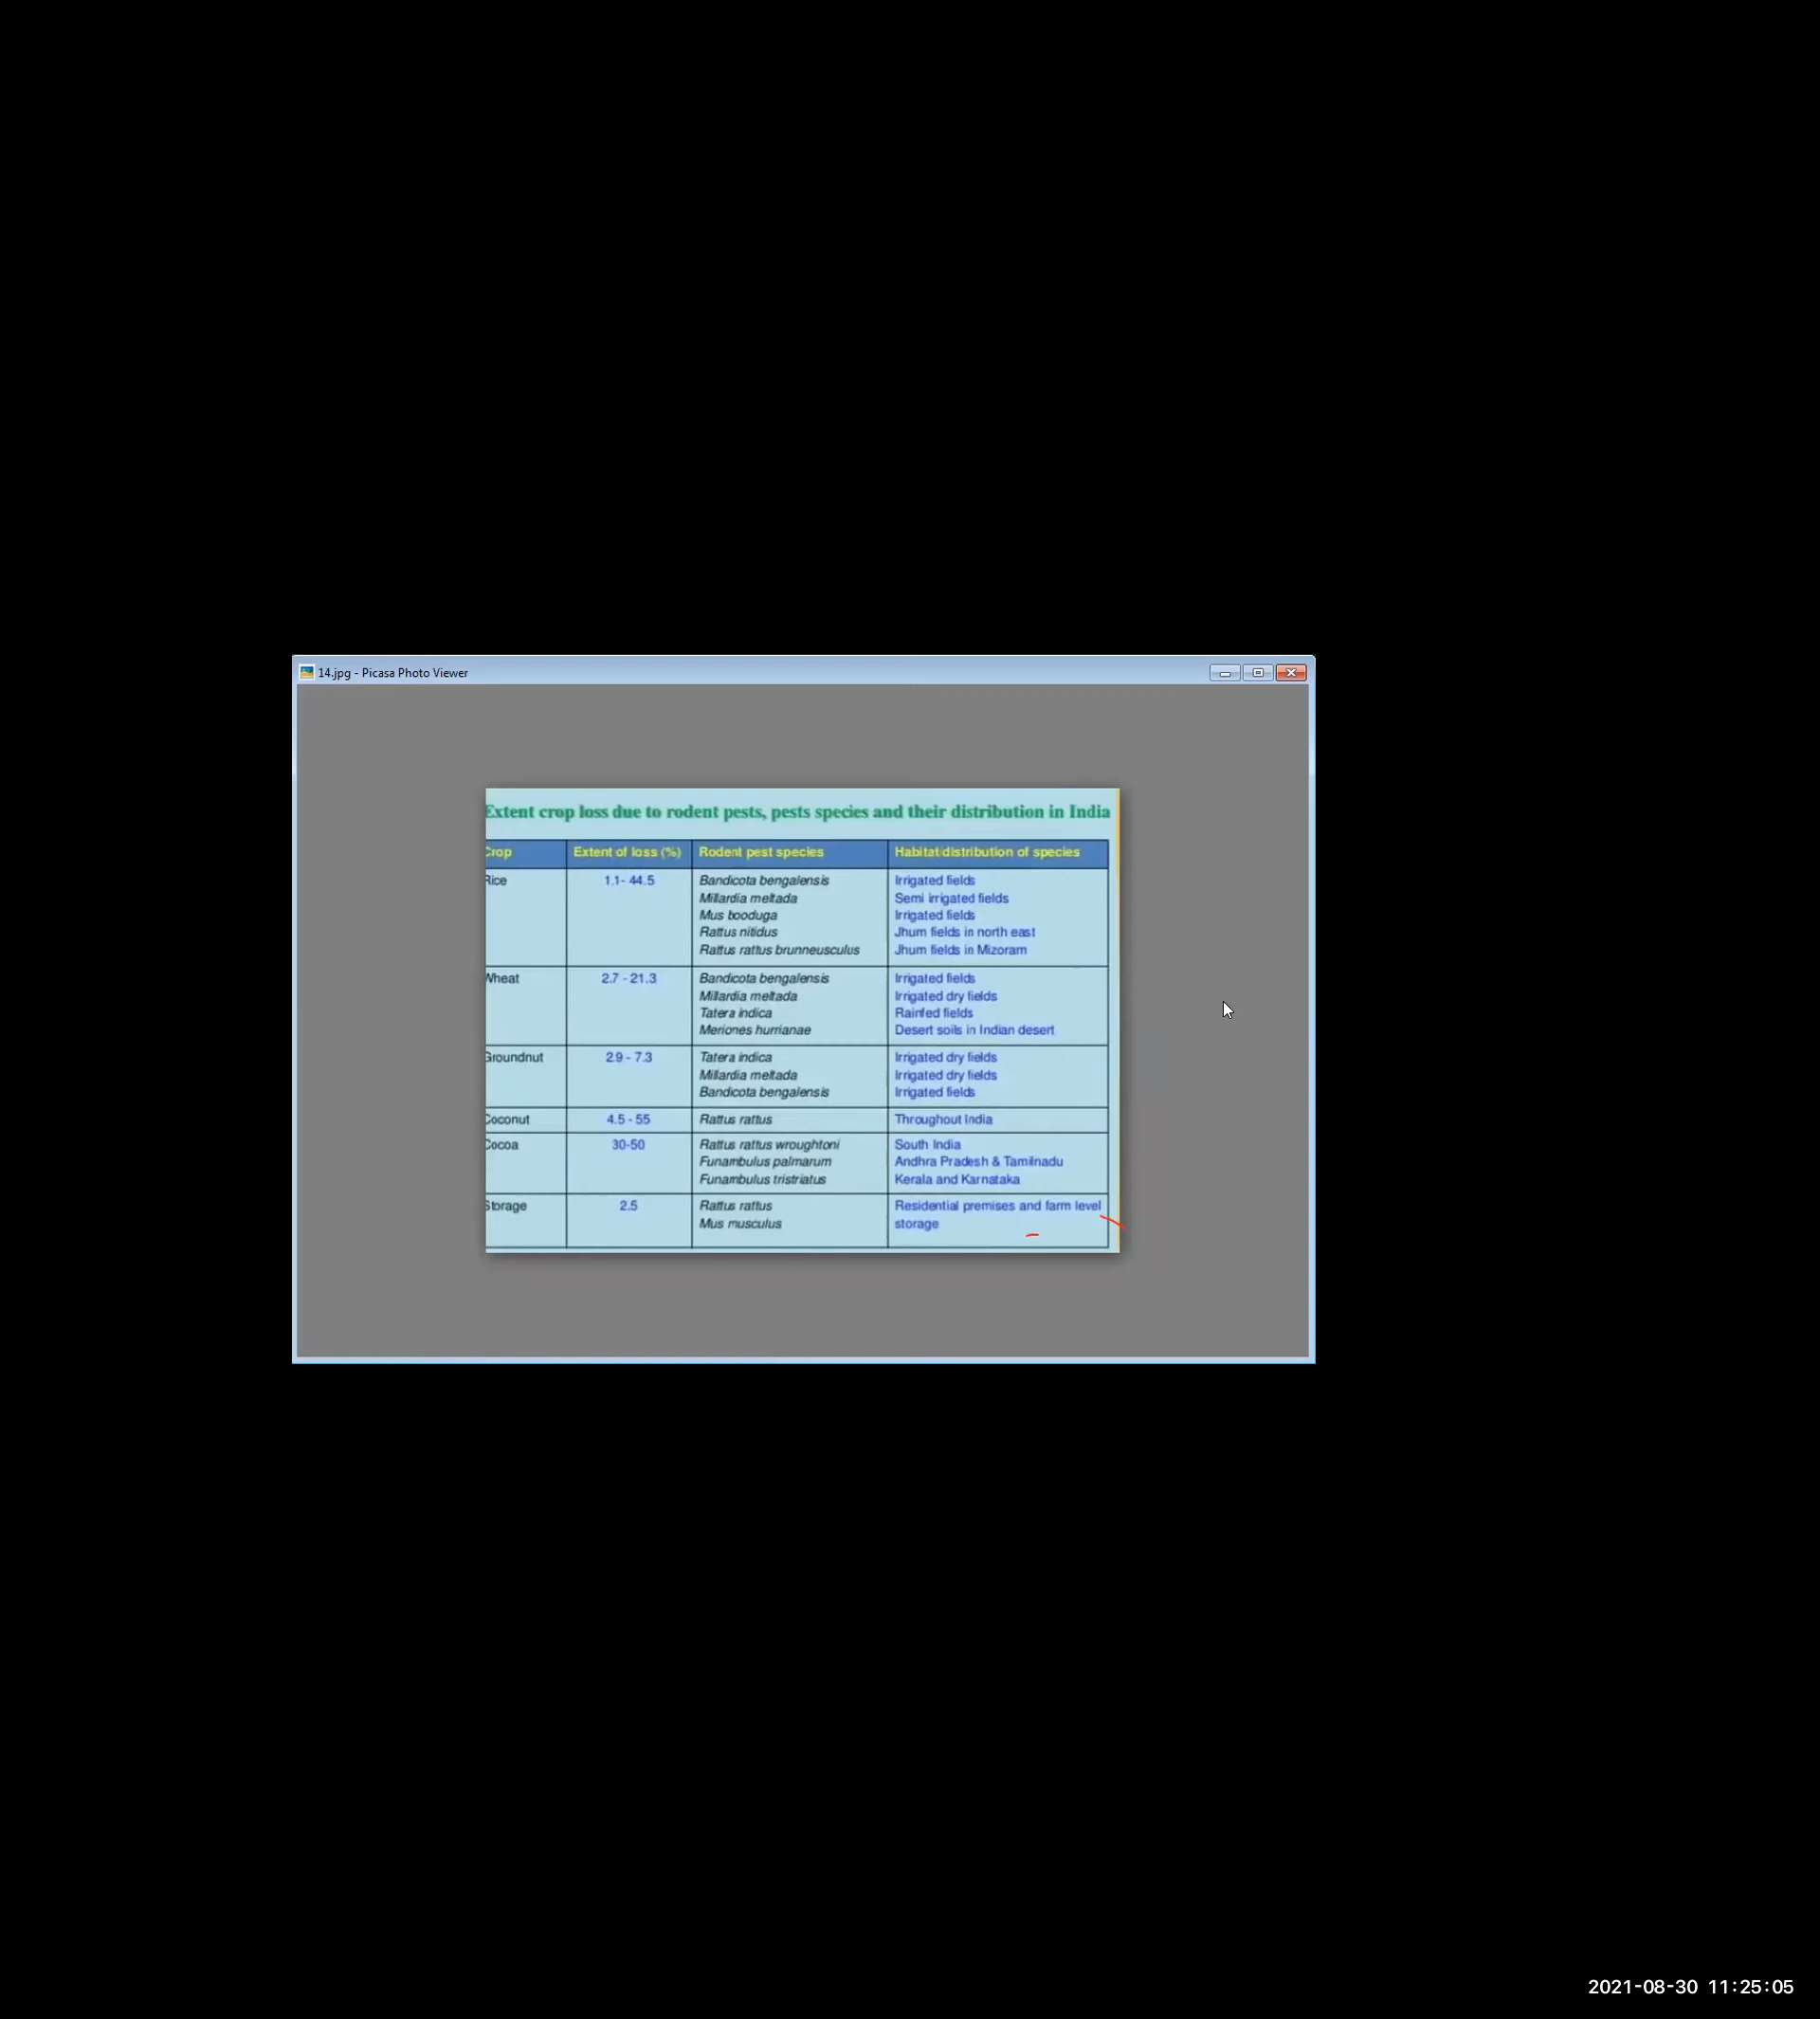 14.jpg - Picasa Photo Viewer
Extent crop loss due to rodent pests, pests species and their distribution in India
Crop Extent of loss (%) Rodent pest species Habitat/distribution of species
Rice 1.1- 44.5 Bandicota bengalensis Irrigated fields
Millardia meltada Semi irrigated fields
Mus booduga Irrigated fields
Rattus nitidus Jhum fields in north east
Rattus rattus brunneusculus Jhum fields in Mizoram
Wheat 2.7 - 21.3 Bandicota bengalensis Irrigated fields
Millardia meltada Irrigated dry fields
Tatera indica Rainfed fields
Meriones hurrianae Desert soils in Indian desert
Groundnut 2.9 - 7.3 Tatera indica Irrigated dry fields
Millardia meltada Irrigated dry fields
Bandicota bengalensis Irrigated fields
Coconut 4.5 - 55 Rattus rattus Throughout India
Cocoa 30-50 Rattus rattus wroughtoni South India
Funambulus palmarum Andhra Pradesh & Tamilnadu
Funambulus tristriatus Kerala and Karnataka
Storage 2.5 Rattus rattus Residential premises and farm level
Mus musculus storage
2021-08-30 11:25:05